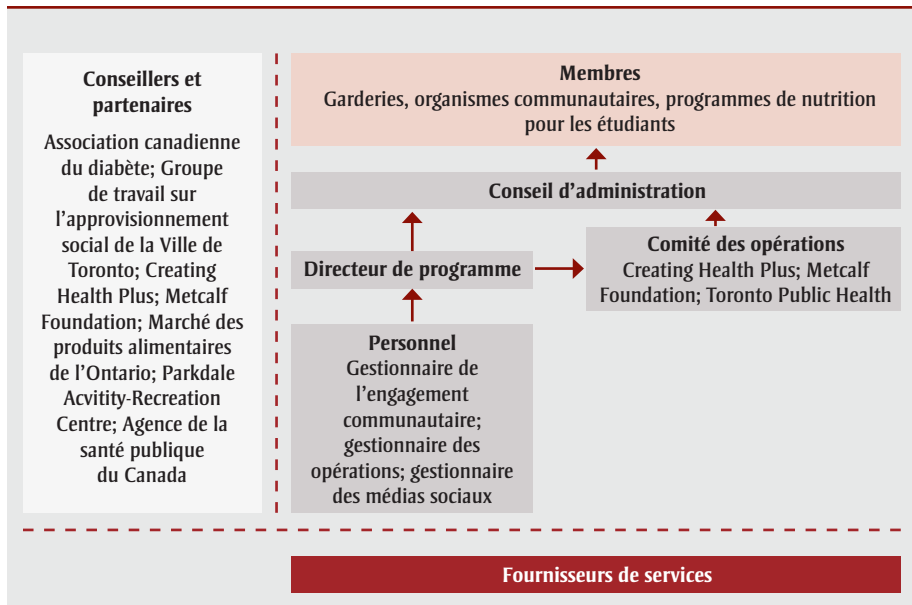 Conseillers et
partenaires
Association canadienne
du diabète; Groupe
de travail sur
l'approvisionnement
social de la Ville de
Toronto; Creating
Health Plus; Metcalf
Foundation; Marché des
produits alimentaires
de l'Ontario; Parkdale
Acvitity-Recreation
Centre; Agence de la
santé publique
du Canada
Membres
Garderies, organismes communautaires, programmes de nutrition
pour les étudiants
Conseil d'administration
Directeur de programme
Comité des opérations
Creating Health Plus; Metcalf
Foundation; Toronto Public Health
Personnel
Gestionnaire de
l'engagement
communautaire;
gestionnaire des
opérations; gestionnaire
des médias sociaux
Fournisseurs de services